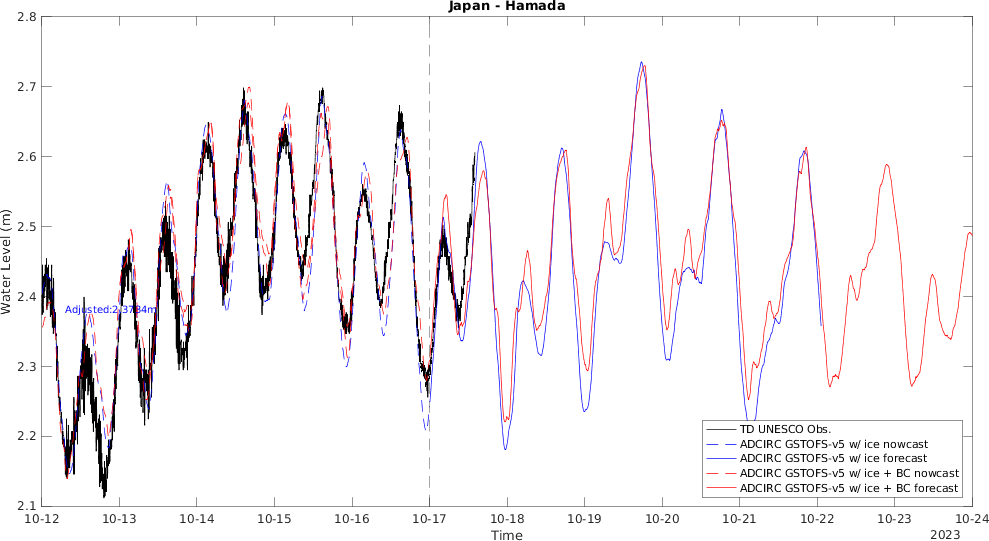 Japan - Hamada
2.8
2.7
2.6
2.5
2.4
2.3
2.2
2.1
Water Level (m)
Adjusted:2.3784m
TD UNESCO Obs.
ADCIRC GSTOFS-v5 w/ ice nowcast
ADCIRC GSTOFS-v5 w/ ice forecast
ADCIRC GSTOFS-v5 w/ ice + BC nowcast
ADCIRC GSTOFS-v5 w/ ice + BC forecast
10-12 10-13 10-14 10-15 10-16 10-17 10-18 10-19 10-20 10-21 10-22 10-23 10-24
Time
2023